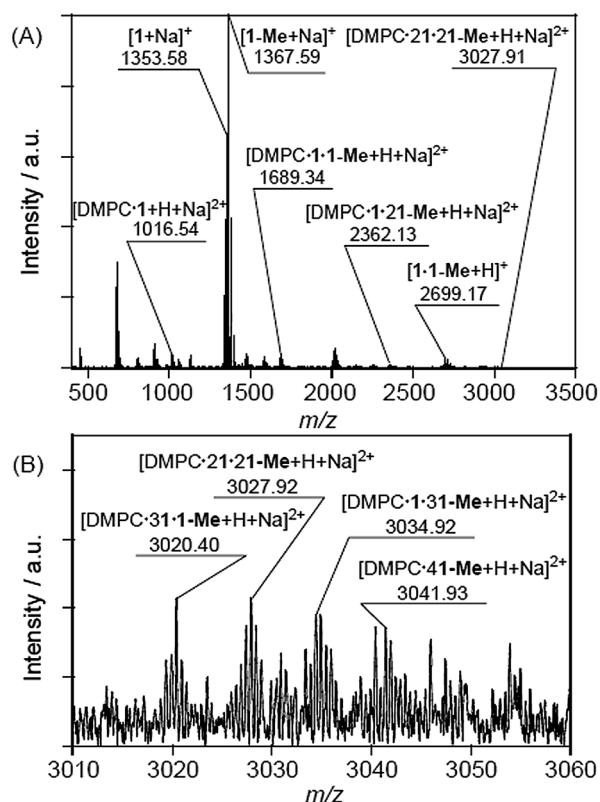 (A)
[1+Na]⁺
1353.58
[1-Me+Na]⁺
1367.59
[DMPC·21·21-Me+H+Na]²⁺
3027.91
[DMPC·1·1-Me+H+Na]²⁺
1689.34
[DMPC·1+H+Na]²⁺
1016.54
[DMPC·1·21-Me+H+Na]²⁺
2362.13
[1·1-Me+H]⁺
2699.17
Intensity / a.u.
500 1000 1500 2000 2500 3000 3500
m/z
(B)
[DMPC·21·21-Me+H+Na]²⁺
3027.92
[DMPC·31·1-Me+H+Na]²⁺
3020.40
[DMPC·1·31-Me+H+Na]²⁺
3034.92
[DMPC·41-Me+H+Na]²⁺
3041.93
Intensity / a.u.
3010 3020 3030 3040 3050 3060
m/z